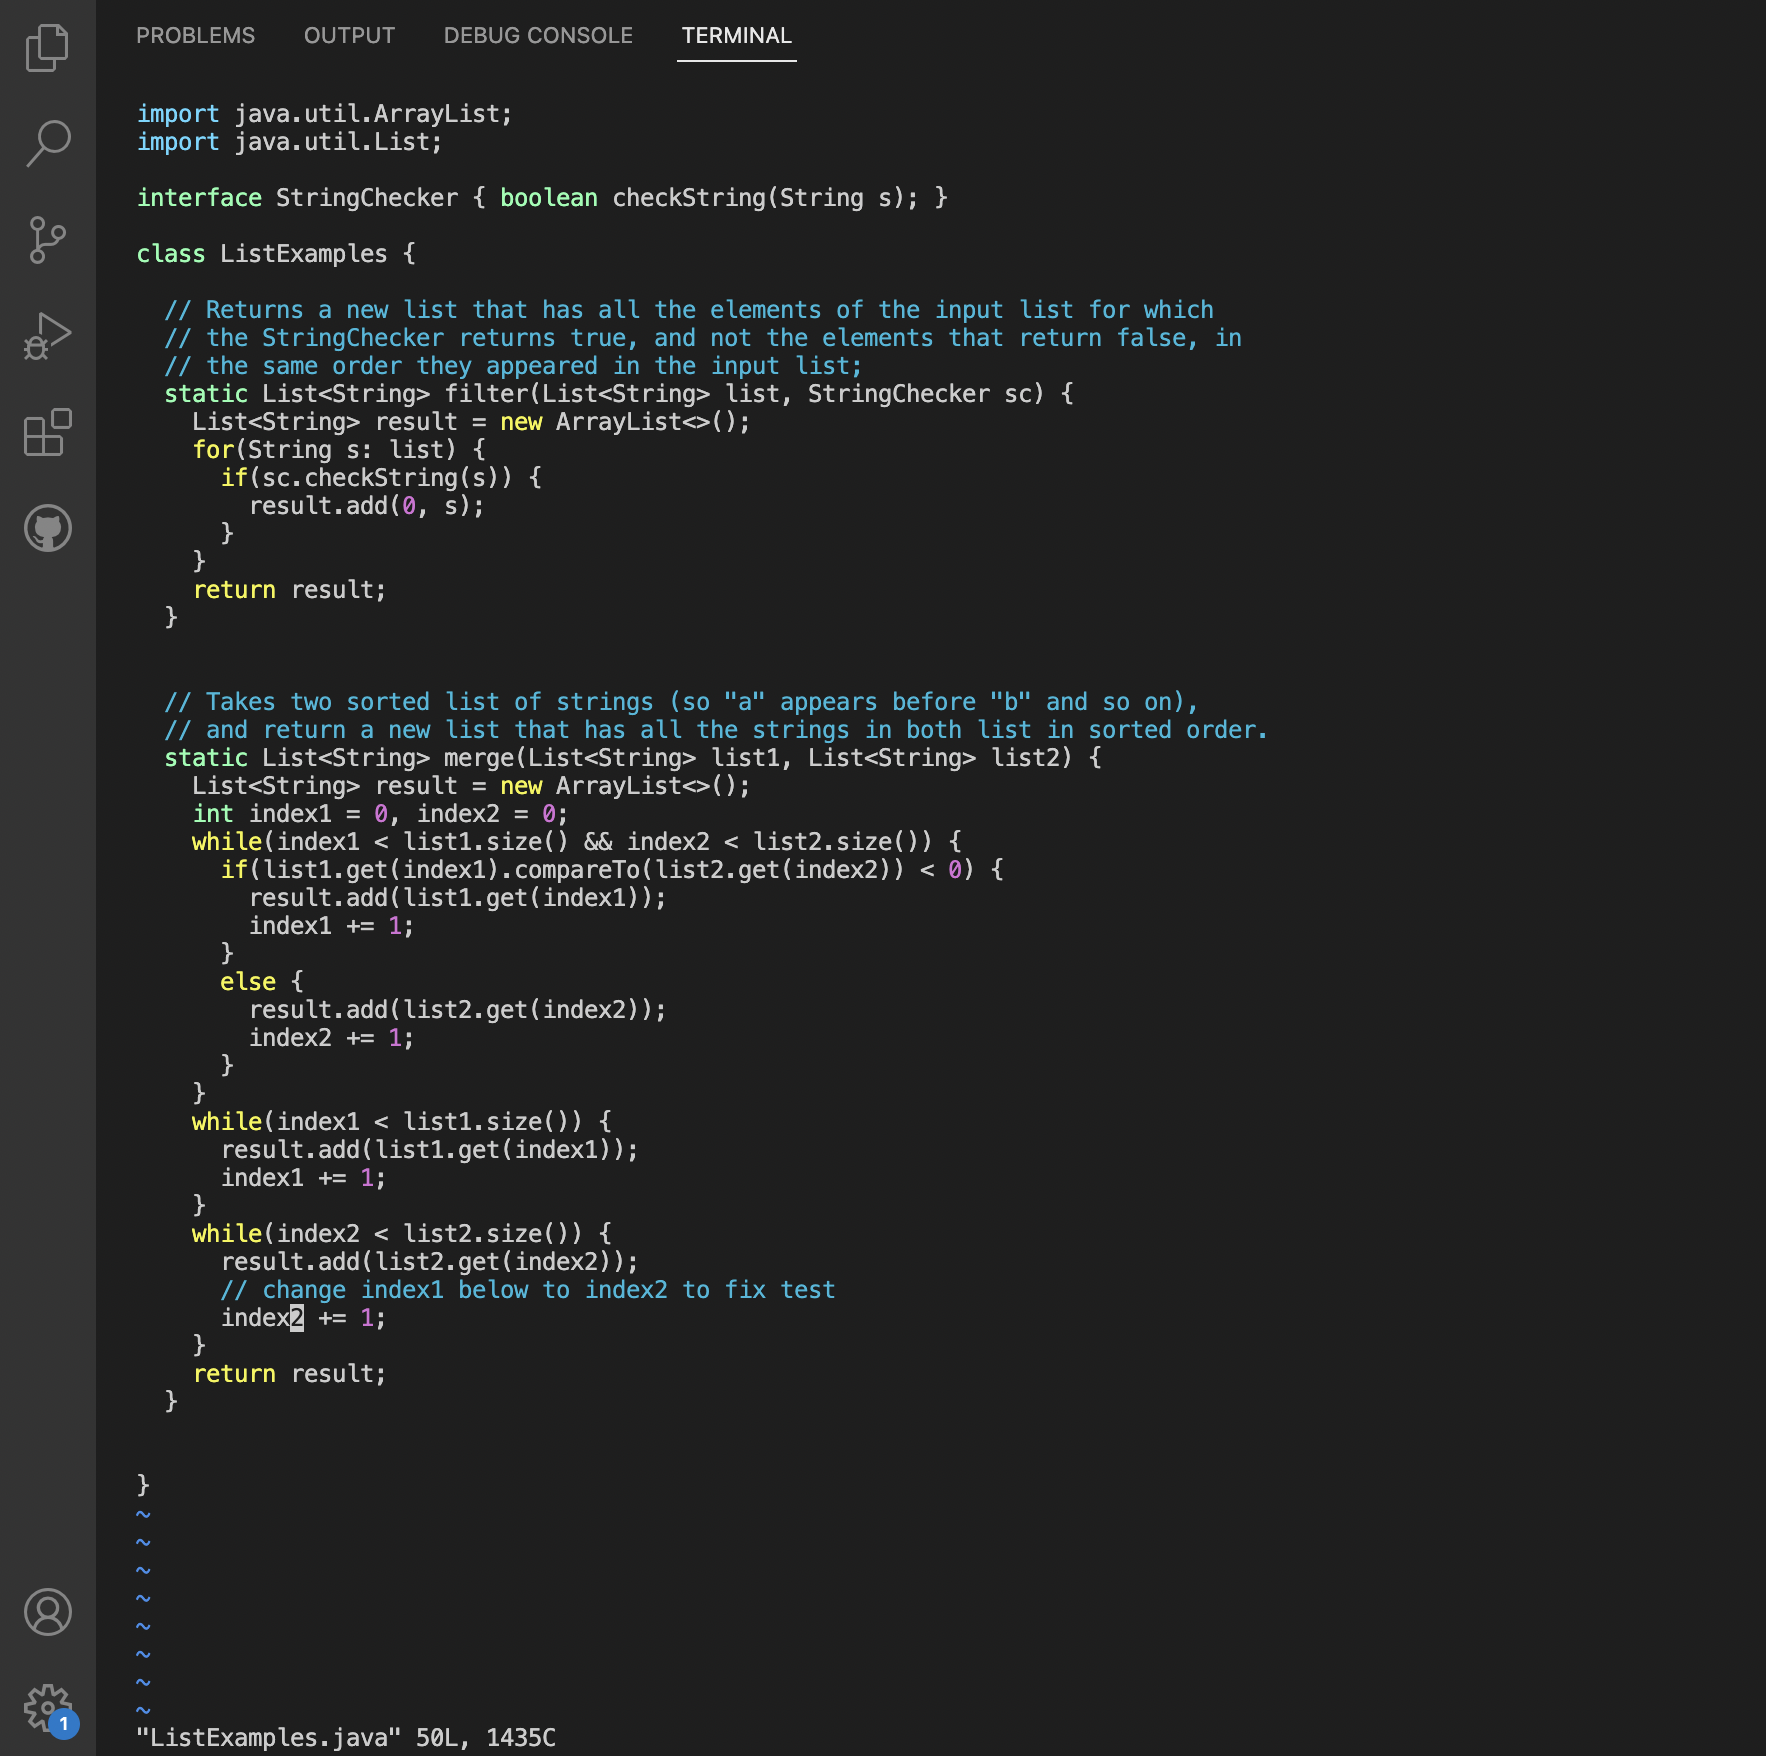 PROBLEMS OUTPUT DEBUG CONSOLE TERMINAL
import java.util.ArrayList;
import java.util.List;
interface StringChecker { boolean checkString(String s); }
class ListExamples {
  // Returns a new list that has all the elements of the input list for which
  // the StringChecker returns true, and not the elements that return false, in
  // the same order they appeared in the input list;
  static List<String> filter(List<String> list, StringChecker sc) {
    List<String> result = new ArrayList<>();
    for(String s: list) {
      if(sc.checkString(s)) {
        result.add(0, s);
      }
    }
    return result;
  }
  // Takes two sorted list of strings (so "a" appears before "b" and so on),
  // and return a new list that has all the strings in both list in sorted order.
  static List<String> merge(List<String> list1, List<String> list2) {
    List<String> result = new ArrayList<>();
    int index1 = 0, index2 = 0;
    while(index1 < list1.size() && index2 < list2.size()) {
      if(list1.get(index1).compareTo(list2.get(index2)) < 0) {
        result.add(list1.get(index1));
        index1 += 1;
      }
      else {
        result.add(list2.get(index2));
        index2 += 1;
      }
    }
    while(index1 < list1.size()) {
      result.add(list1.get(index1));
      index1 += 1;
    }
    while(index2 < list2.size()) {
      result.add(list2.get(index2));
      // change index1 below to index2 to fix test
      index2 += 1;
    }
    return result;
  }
}
~
~
~
~
~
~
~
~
1
"ListExamples.java" 50L, 1435C